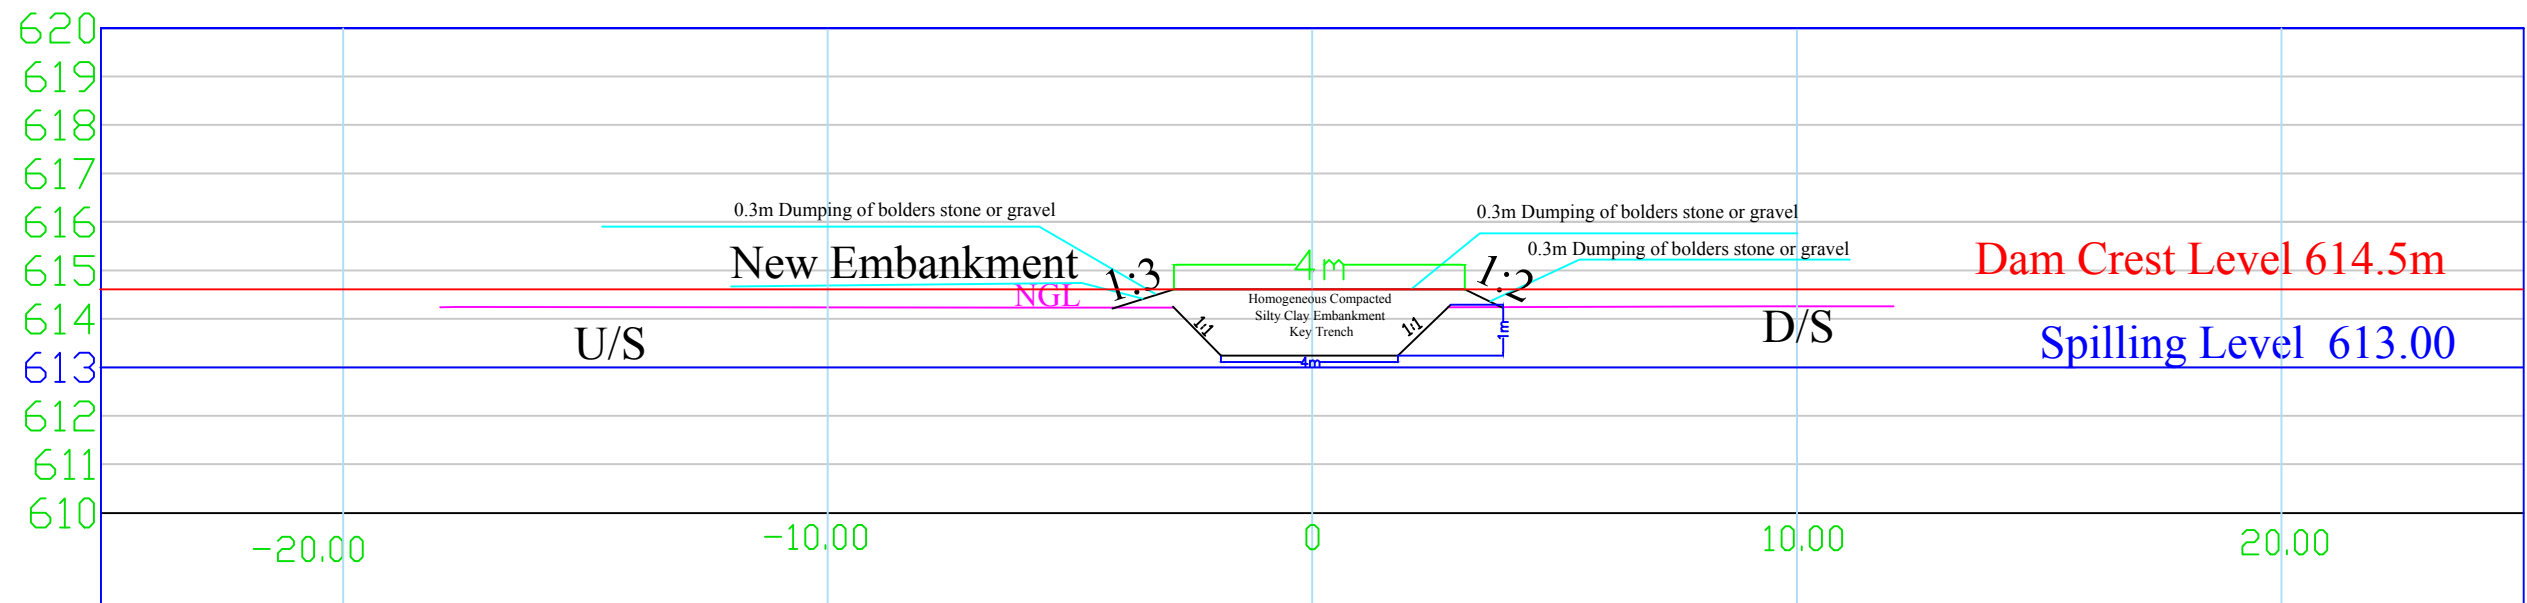 620
619
618
617
616
615
614
613
612
611
610
0.3m Dumping of bolders stone or gravel
0.3m Dumping of bolders stone or gravel
0.3m Dumping of bolders stone or gravel
New Embankment
1:3
4m
1:2
Dam Crest Level 614.5m
NGL
Homogeneous Compacted
Silty Clay Embankment
Key Trench
1:1
1:1
1m
U/S
D/S
Spilling Level 613.00
4m
-20.00
-10.00
0
10.00
20.00